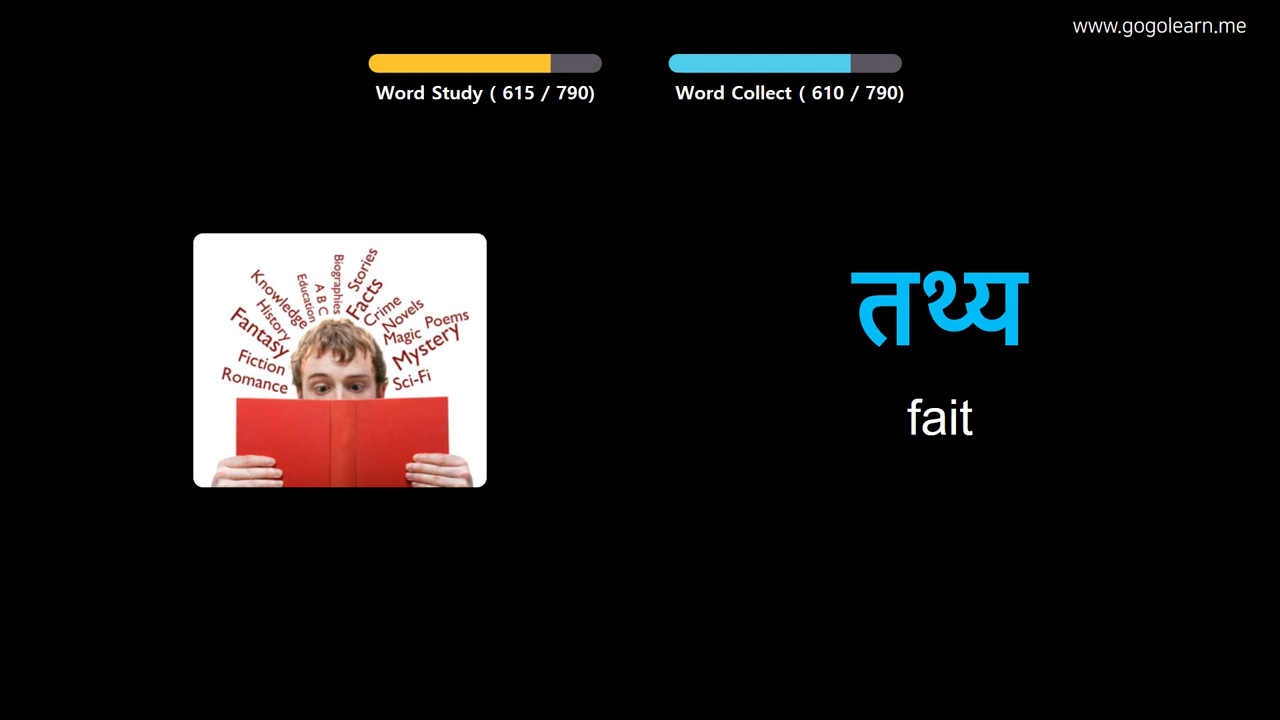 www.gogolearn.me
Word Study ( 615 / 790)
Word Collect ( 610 / 790)
Knowledge
History
Fantasy
Fiction
Romance
Education
A B C
Biographies
Stories
Facts
Crime
Novels
Magic
Poems
Mystery
Sci-Fi
तथ्य
fait